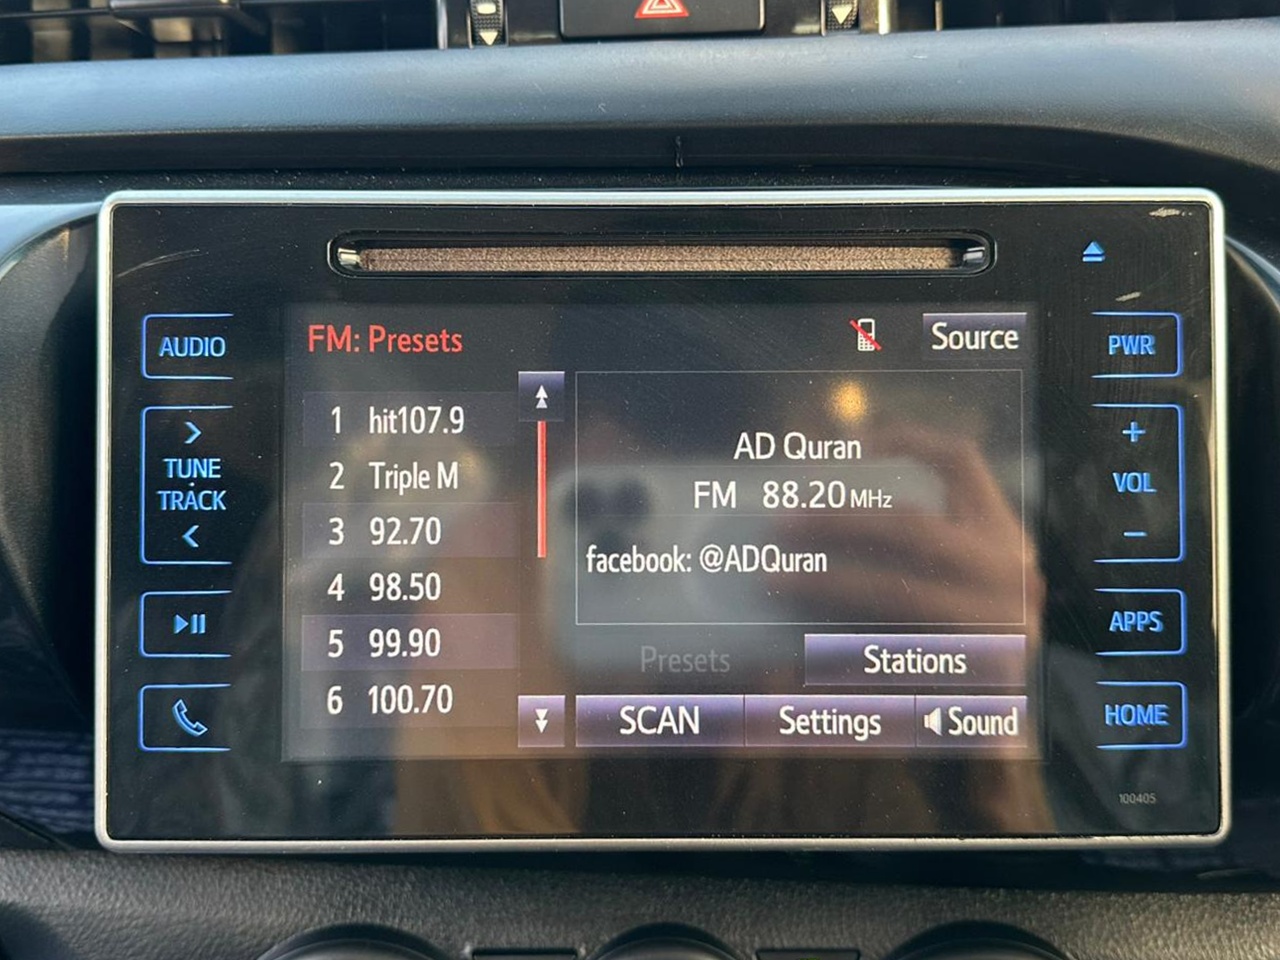 FM: Presets
Source
AUDIO
PWR
1 hit107.9
2 Triple M
3 92.70
4 98.50
5 99.90
6 100.70
AD Quran
FM 88.20 MHz
facebook: @ADQuran
Presets
Stations
SCAN
Settings
Sound
TUNE
TRACK
+
VOL
−
APPS
HOME
100405